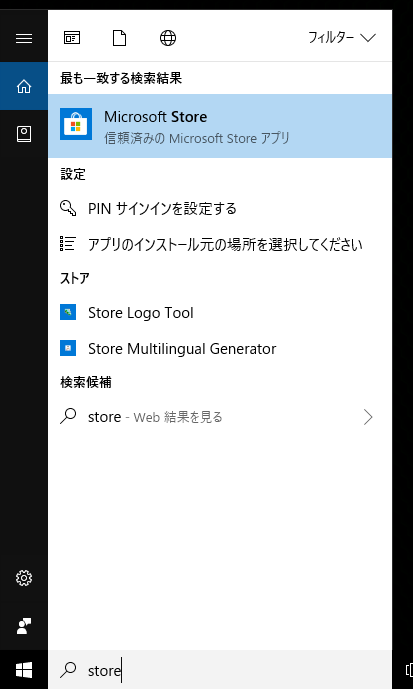 フィルター
最も一致する検索結果
Microsoft Store
信頼済みの Microsoft Store アプリ
設定
PIN サインインを設定する
アプリのインストール元の場所を選択してください
ストア
Store Logo Tool
Store Multilingual Generator
検索候補
store - Web 結果を見る
store